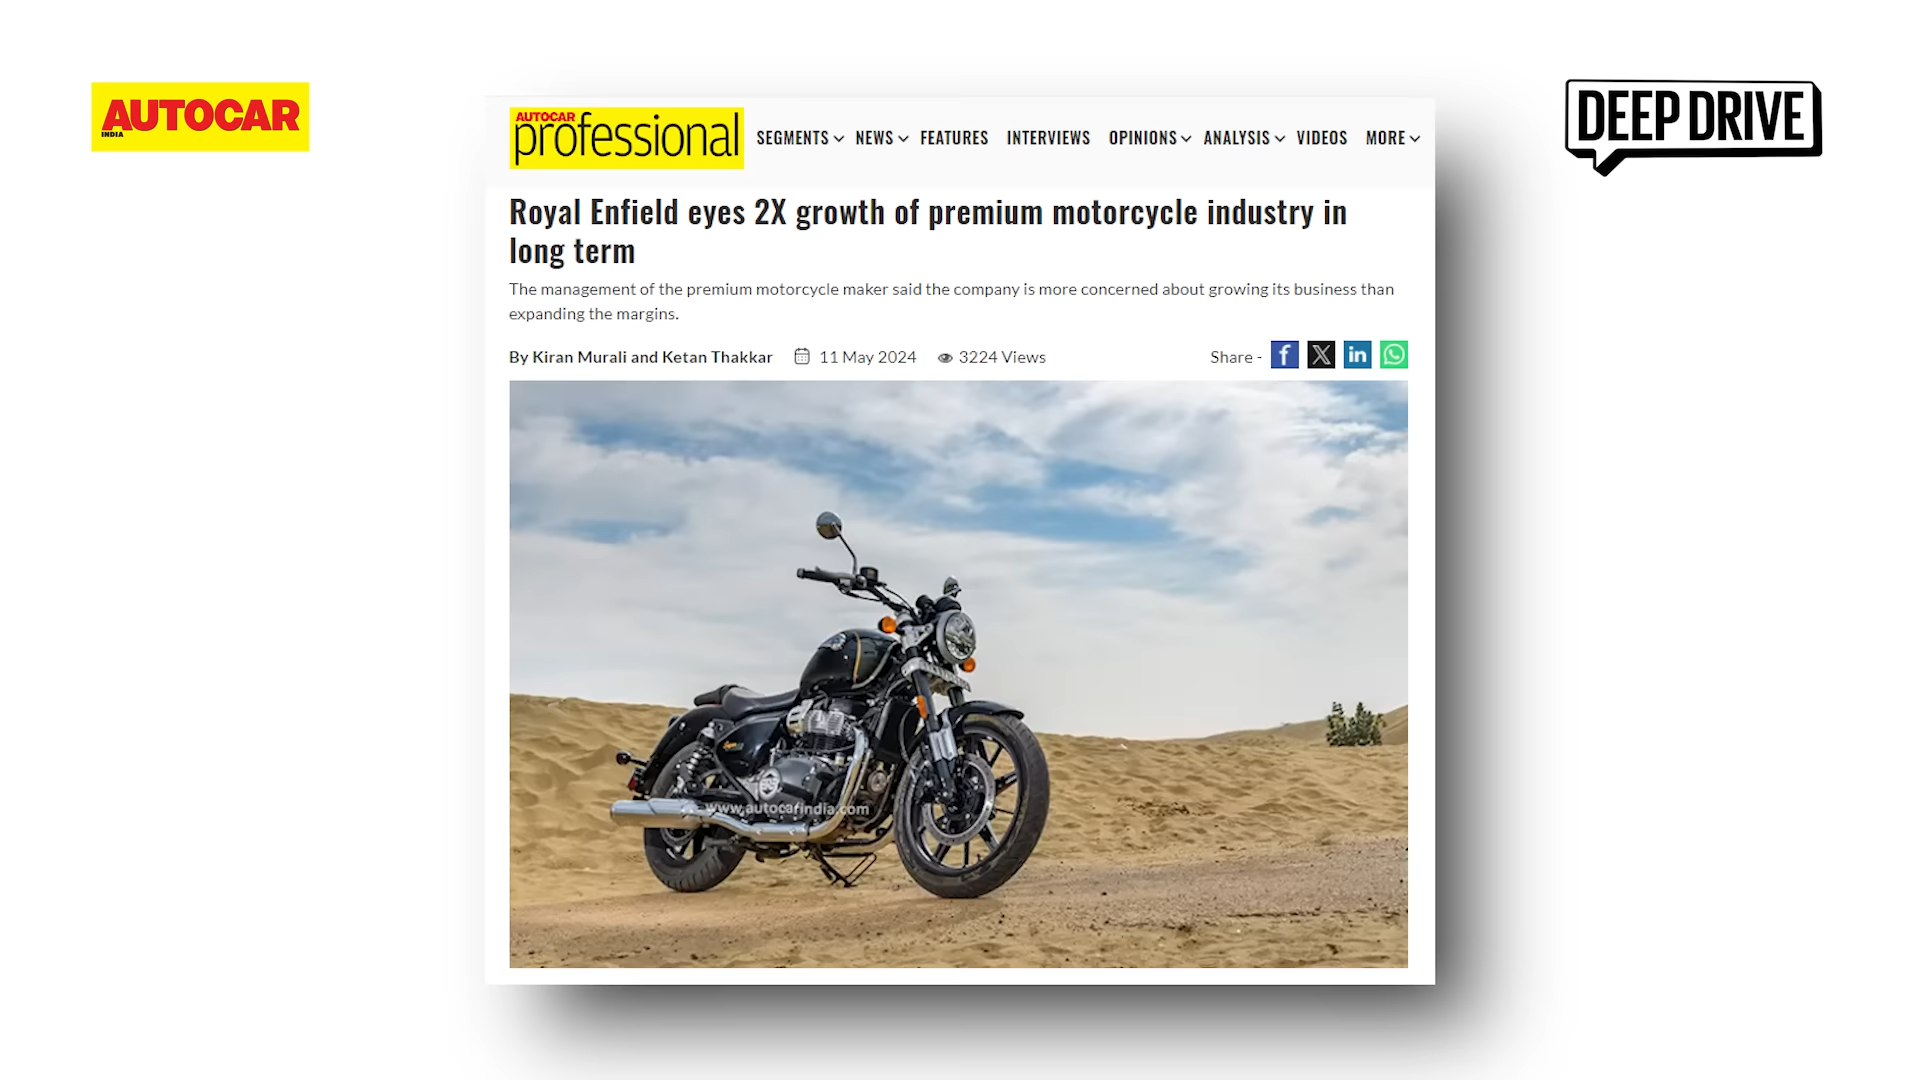 AUTOCAR
INDIA
DEEP DRIVE
AUTOCAR
professional
SEGMENTS NEWS FEATURES INTERVIEWS OPINIONS ANALYSIS VIDEOS MORE
Royal Enfield eyes 2X growth of premium motorcycle industry in
long term
The management of the premium motorcycle maker said the company is more concerned about growing its business than
expanding the margins.
By Kiran Murali and Ketan Thakkar 11 May 2024 3224 Views Share -
www.autocarindia.com